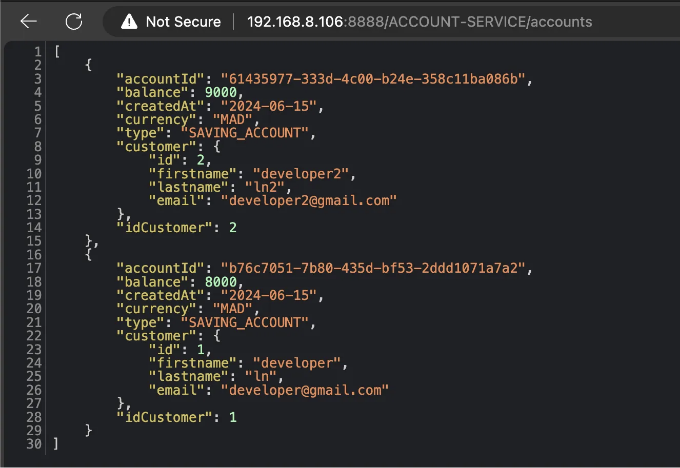 Not Secure 192.168.8.106:8888/ACCOUNT-SERVICE/accounts
1 [
2     {
3         "accountId": "61435977-333d-4c00-b24e-358c11ba086b",
4         "balance": 9000,
5         "createdAt": "2024-06-15",
6         "currency": "MAD",
7         "type": "SAVING_ACCOUNT",
8         "customer": {
9             "id": 2,
10             "firstname": "developer2",
11             "lastname": "ln2",
12             "email": "developer2@gmail.com"
13         },
14         "idCustomer": 2
15     },
16     {
17         "accountId": "b76c7051-7b80-435d-bf53-2ddd1071a7a2",
18         "balance": 8000,
19         "createdAt": "2024-06-15",
20         "currency": "MAD",
21         "type": "SAVING_ACCOUNT",
22         "customer": {
23             "id": 1,
24             "firstname": "developer",
25             "lastname": "ln",
26             "email": "developer@gmail.com"
27         },
28         "idCustomer": 1
29     }
30 ]